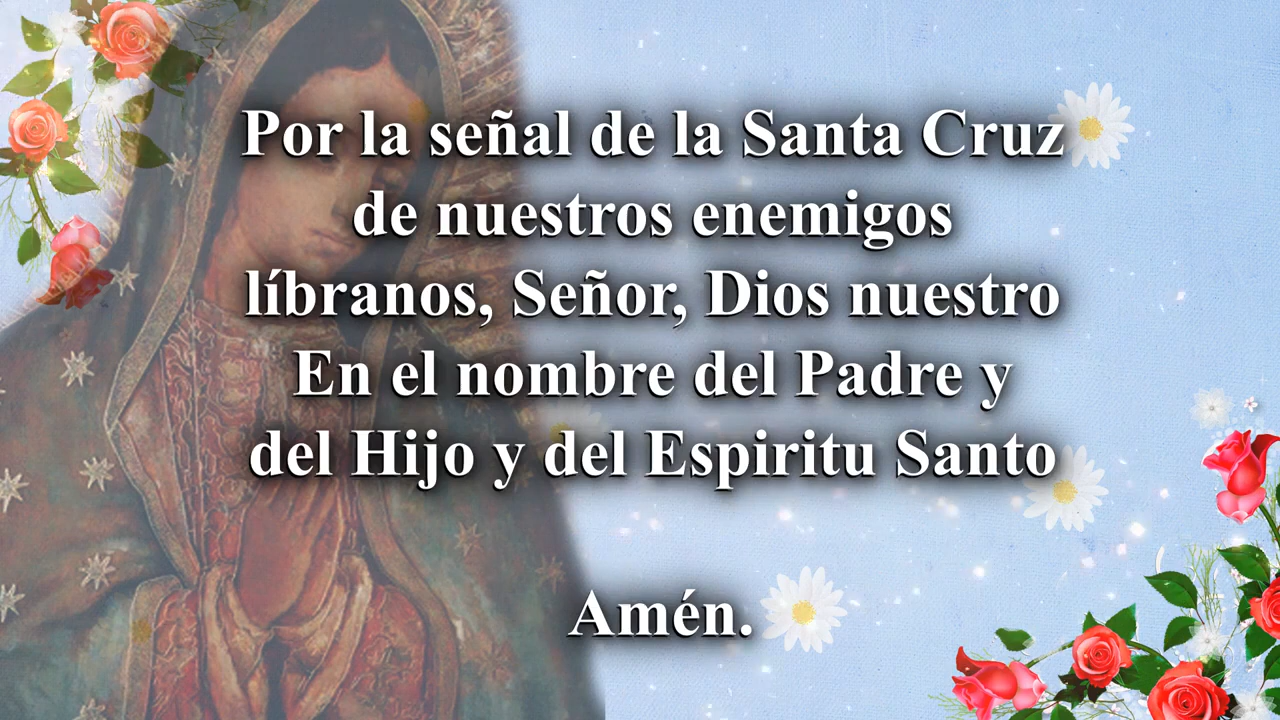 Por la señal de la Santa Cruz
de nuestros enemigos
líbranos, Señor, Dios nuestro
En el nombre del Padre y
del Hijo y del Espiritu Santo
Amén.